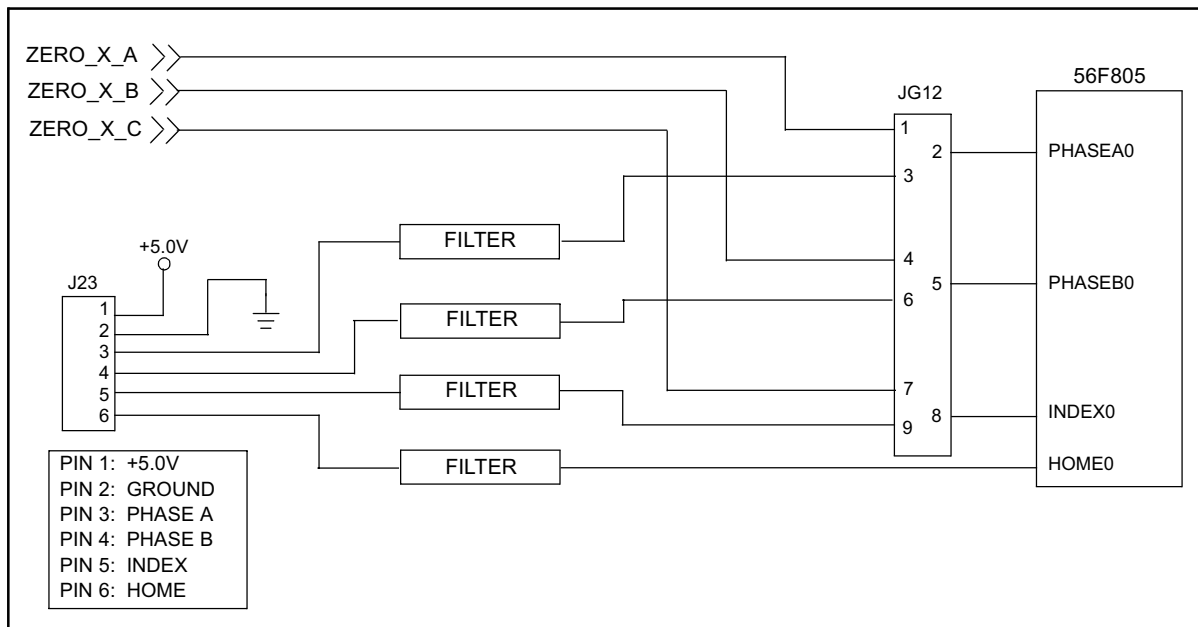 ZERO_X_A
ZERO_X_B
ZERO_X_C
56F805
JG12
1
2
3
4
5
6
7
8
9
PHASEA0
PHASEB0
INDEX0
HOME0
FILTER
FILTER
FILTER
FILTER
+5.0V
J23
1
2
3
4
5
6
PIN 1: +5.0V
PIN 2: GROUND
PIN 3: PHASE A
PIN 4: PHASE B
PIN 5: INDEX
PIN 6: HOME